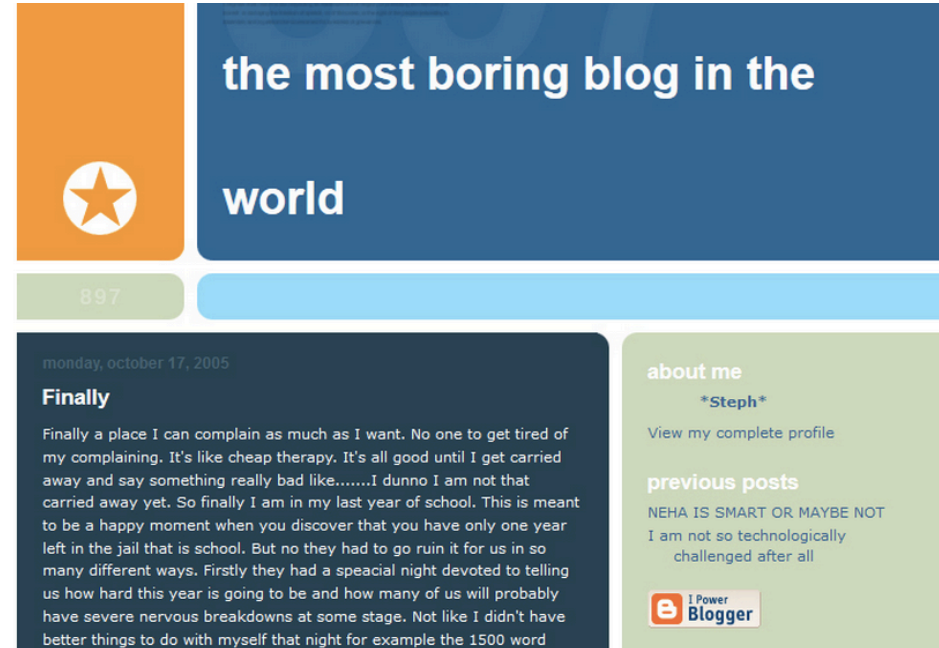 the most boring blog in the
world
897
monday, october 17, 2005
Finally
Finally a place I can complain as much as I want. No one to get tired of
my complaining. It's like cheap therapy. It's all good until I get carried
away and say something really bad like.......I dunno I am not that
carried away yet. So finally I am in my last year of school. This is meant
to be a happy moment when you discover that you have only one year
left in the jail that is school. But no they had to go ruin it for us in so
many different ways. Firstly they had a speacial night devoted to telling
us how hard this year is going to be and how many of us will probably
have severe nervous breakdowns at some stage. Not like I didn't have
better things to do with myself that night for example the 1500 word
about me
*Steph*
View my complete profile
previous posts
NEHA IS SMART OR MAYBE NOT
I am not so technologically
challenged after all
I Power
Blogger